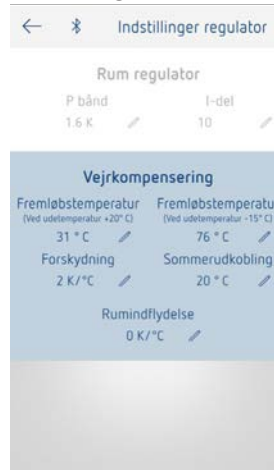 Indstillinger regulator
Rum regulator
P bånd I-del
1.6 K 10
Vejrkompensering
Fremløbstemperatur Fremløbstemperatu
(Ved udetemperatur +20° C) (Ved udetemperatur -15° C)
31 ° C 76 ° C
Forskydning Sommerudkobling
2 K/°C 20 ° C
Rumindflydelse
0 K/°C